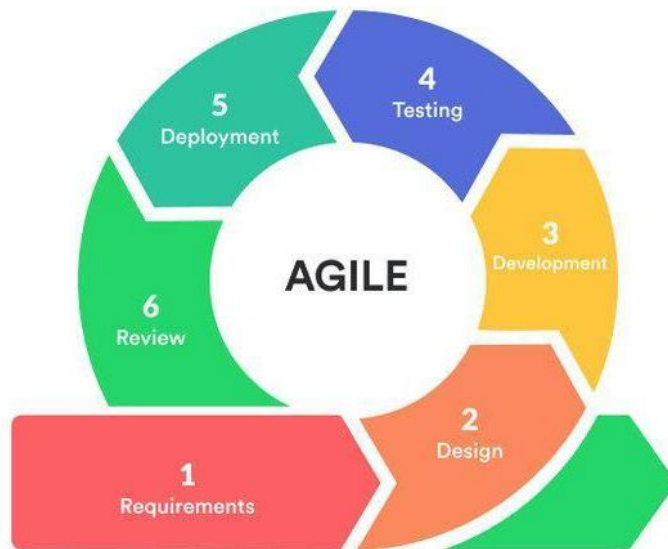 AGILE
1
Requirements
2
Design
3
Development
4
Testing
5
Deployment
6
Review